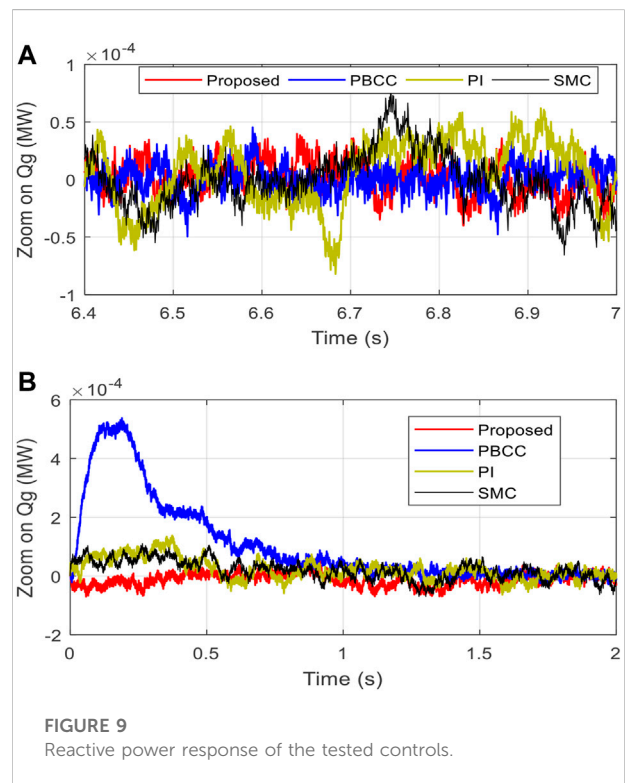 A
× 10⁻⁴
Proposed PBCC PI SMC
Zoom on Qg (MW)
1
0.5
0
-0.5
-1
6.4 6.5 6.6 6.7 6.8 6.9 7
Time (s)
B
× 10⁻⁴
Proposed
PBCC
PI
SMC
Zoom on Qg (MW)
6
4
2
0
-2
0 0.5 1 1.5 2
Time (s)
FIGURE 9
Reactive power response of the tested controls.